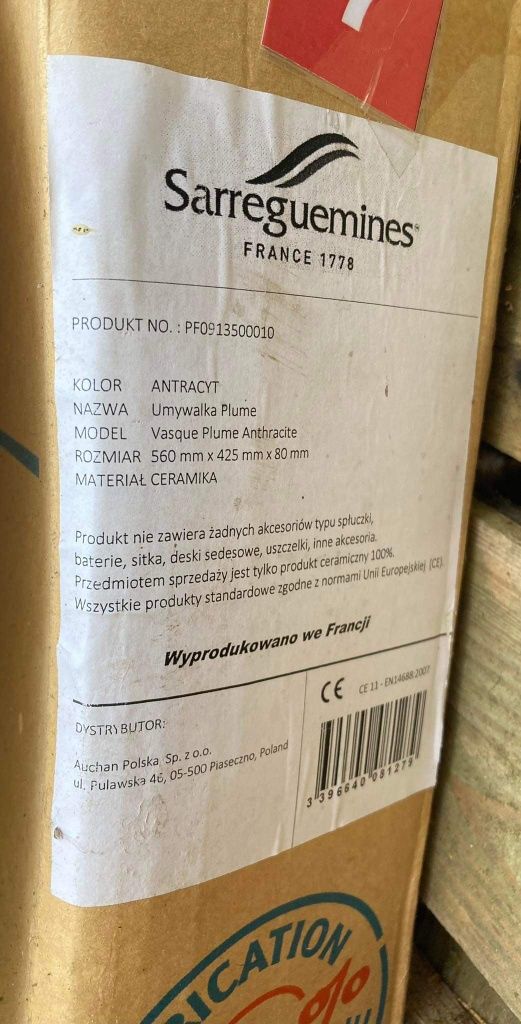 Sarreguemines
FRANCE 1778
PRODUKT NO. : PF0913500010
KOLOR ANTRACYT
NAZWA Umywalka Plume
MODEL Vasque Plume Anthracite
ROZMIAR 560 mm x 425 mm x 80 mm
MATERIAŁ CERAMIKA
Produkt nie zawiera żadnych akcesoriów typu spłuczki,
baterie, sitka, deski sedesowe, uszczelki, inne akcesoria.
Przedmiotem sprzedaży jest tylko produkt ceramiczny 100%.
Wszystkie produkty standardowe zgodne z normami Unii Europejskiej (CE).
Wyprodukowano we Francji
CE CE 11 - EN14688:2007
DYSTRYBUTOR:
Auchan Polska Sp. z o.o.
ul. Puławska 46, 05-500 Piaseczno, Poland
3 396640 081279
RICATION
%